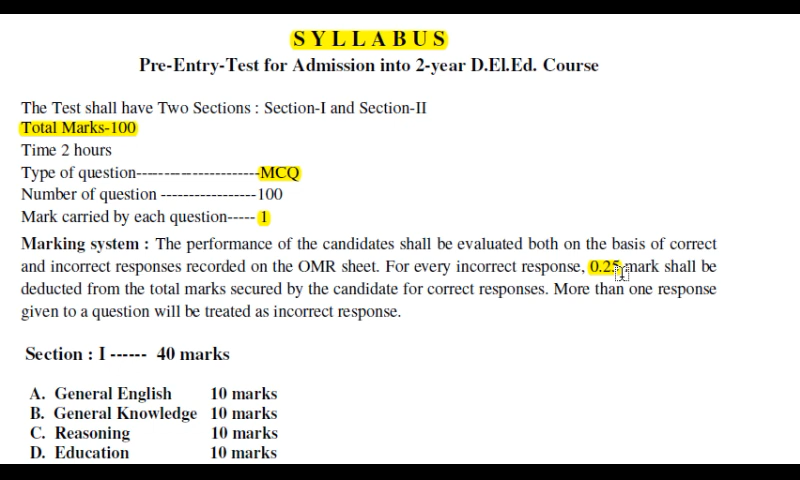 SYLLABUS
Pre-Entry-Test for Admission into 2-year D.El.Ed. Course
The Test shall have Two Sections : Section-I and Section-II
Total Marks-100
Time 2 hours
Type of question----------------------MCQ
Number of question -----------------100
Mark carried by each question----- 1
Marking system : The performance of the candidates shall be evaluated both on the basis of correct
and incorrect responses recorded on the OMR sheet. For every incorrect response, 0.25 mark shall be
deducted from the total marks secured by the candidate for correct responses. More than one response
given to a question will be treated as incorrect response.
Section : I ------ 40 marks
A. General English 10 marks
B. General Knowledge 10 marks
C. Reasoning 10 marks
D. Education 10 marks